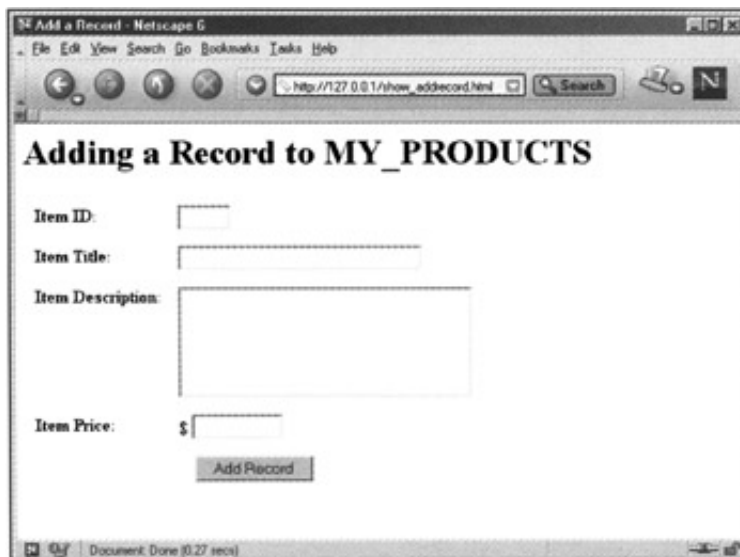 Add a Record - Netscape 6
File Edit View Search Go Bookmarks Tasks Help
http://127.0.0.1/show_addrecord.html Search N
Adding a Record to MY_PRODUCTS
Item ID:
Item Title:
Item Description:
Item Price: $
Add Record
Document: Done (0.27 secs)